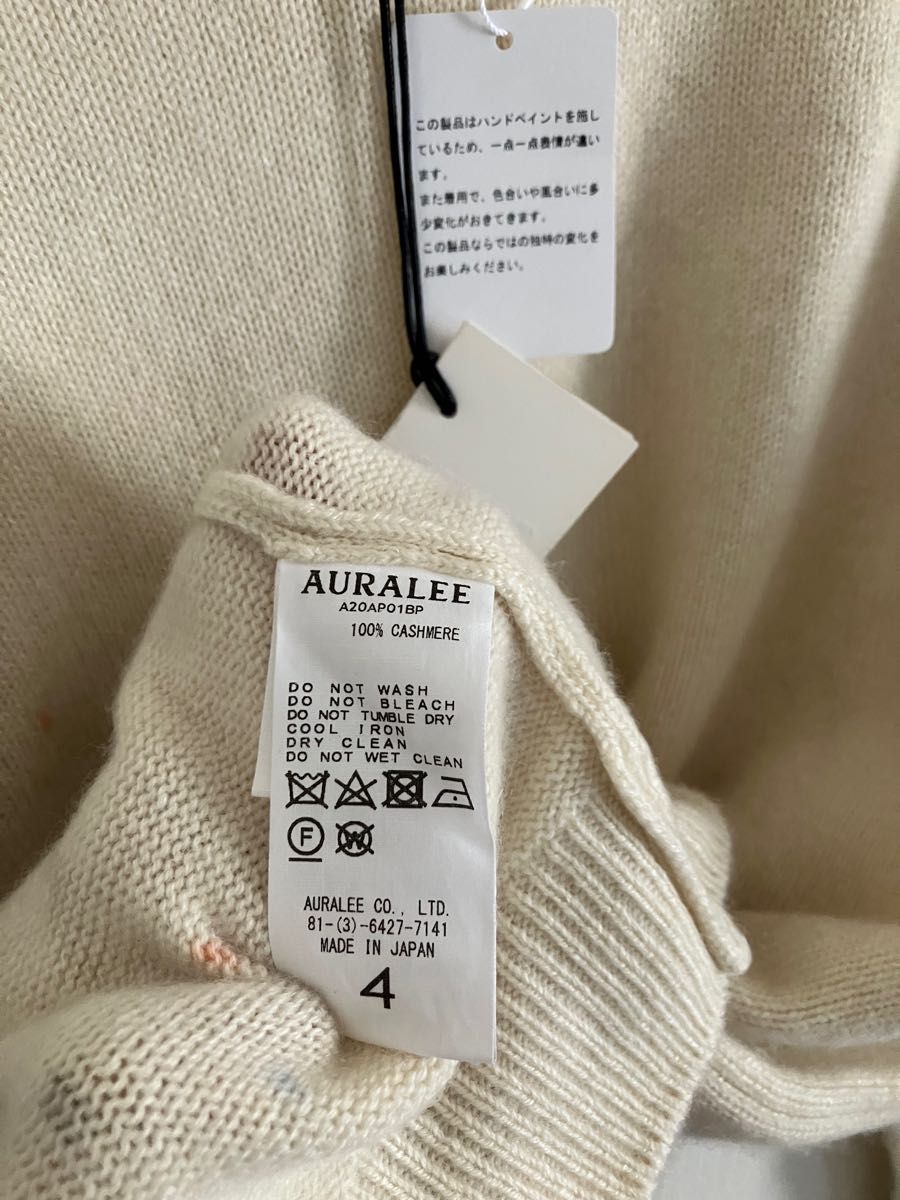 この製品はハンドペイントを施し
ているため、一点一点表情が違い
ます。
また着用で、色合いや風合いに多
少変化がおきてきます。
この製品ならではの独特の変化を
お楽しみください。
AURALEE
A20AP01BP
100% CASHMERE
DO NOT WASH
DO NOT BLEACH
DO NOT TUMBLE DRY
COOL IRON
DRY CLEAN
DO NOT WET CLEAN
F
W
AURALEE CO., LTD.
81-(3)-6427-7141
MADE IN JAPAN
4